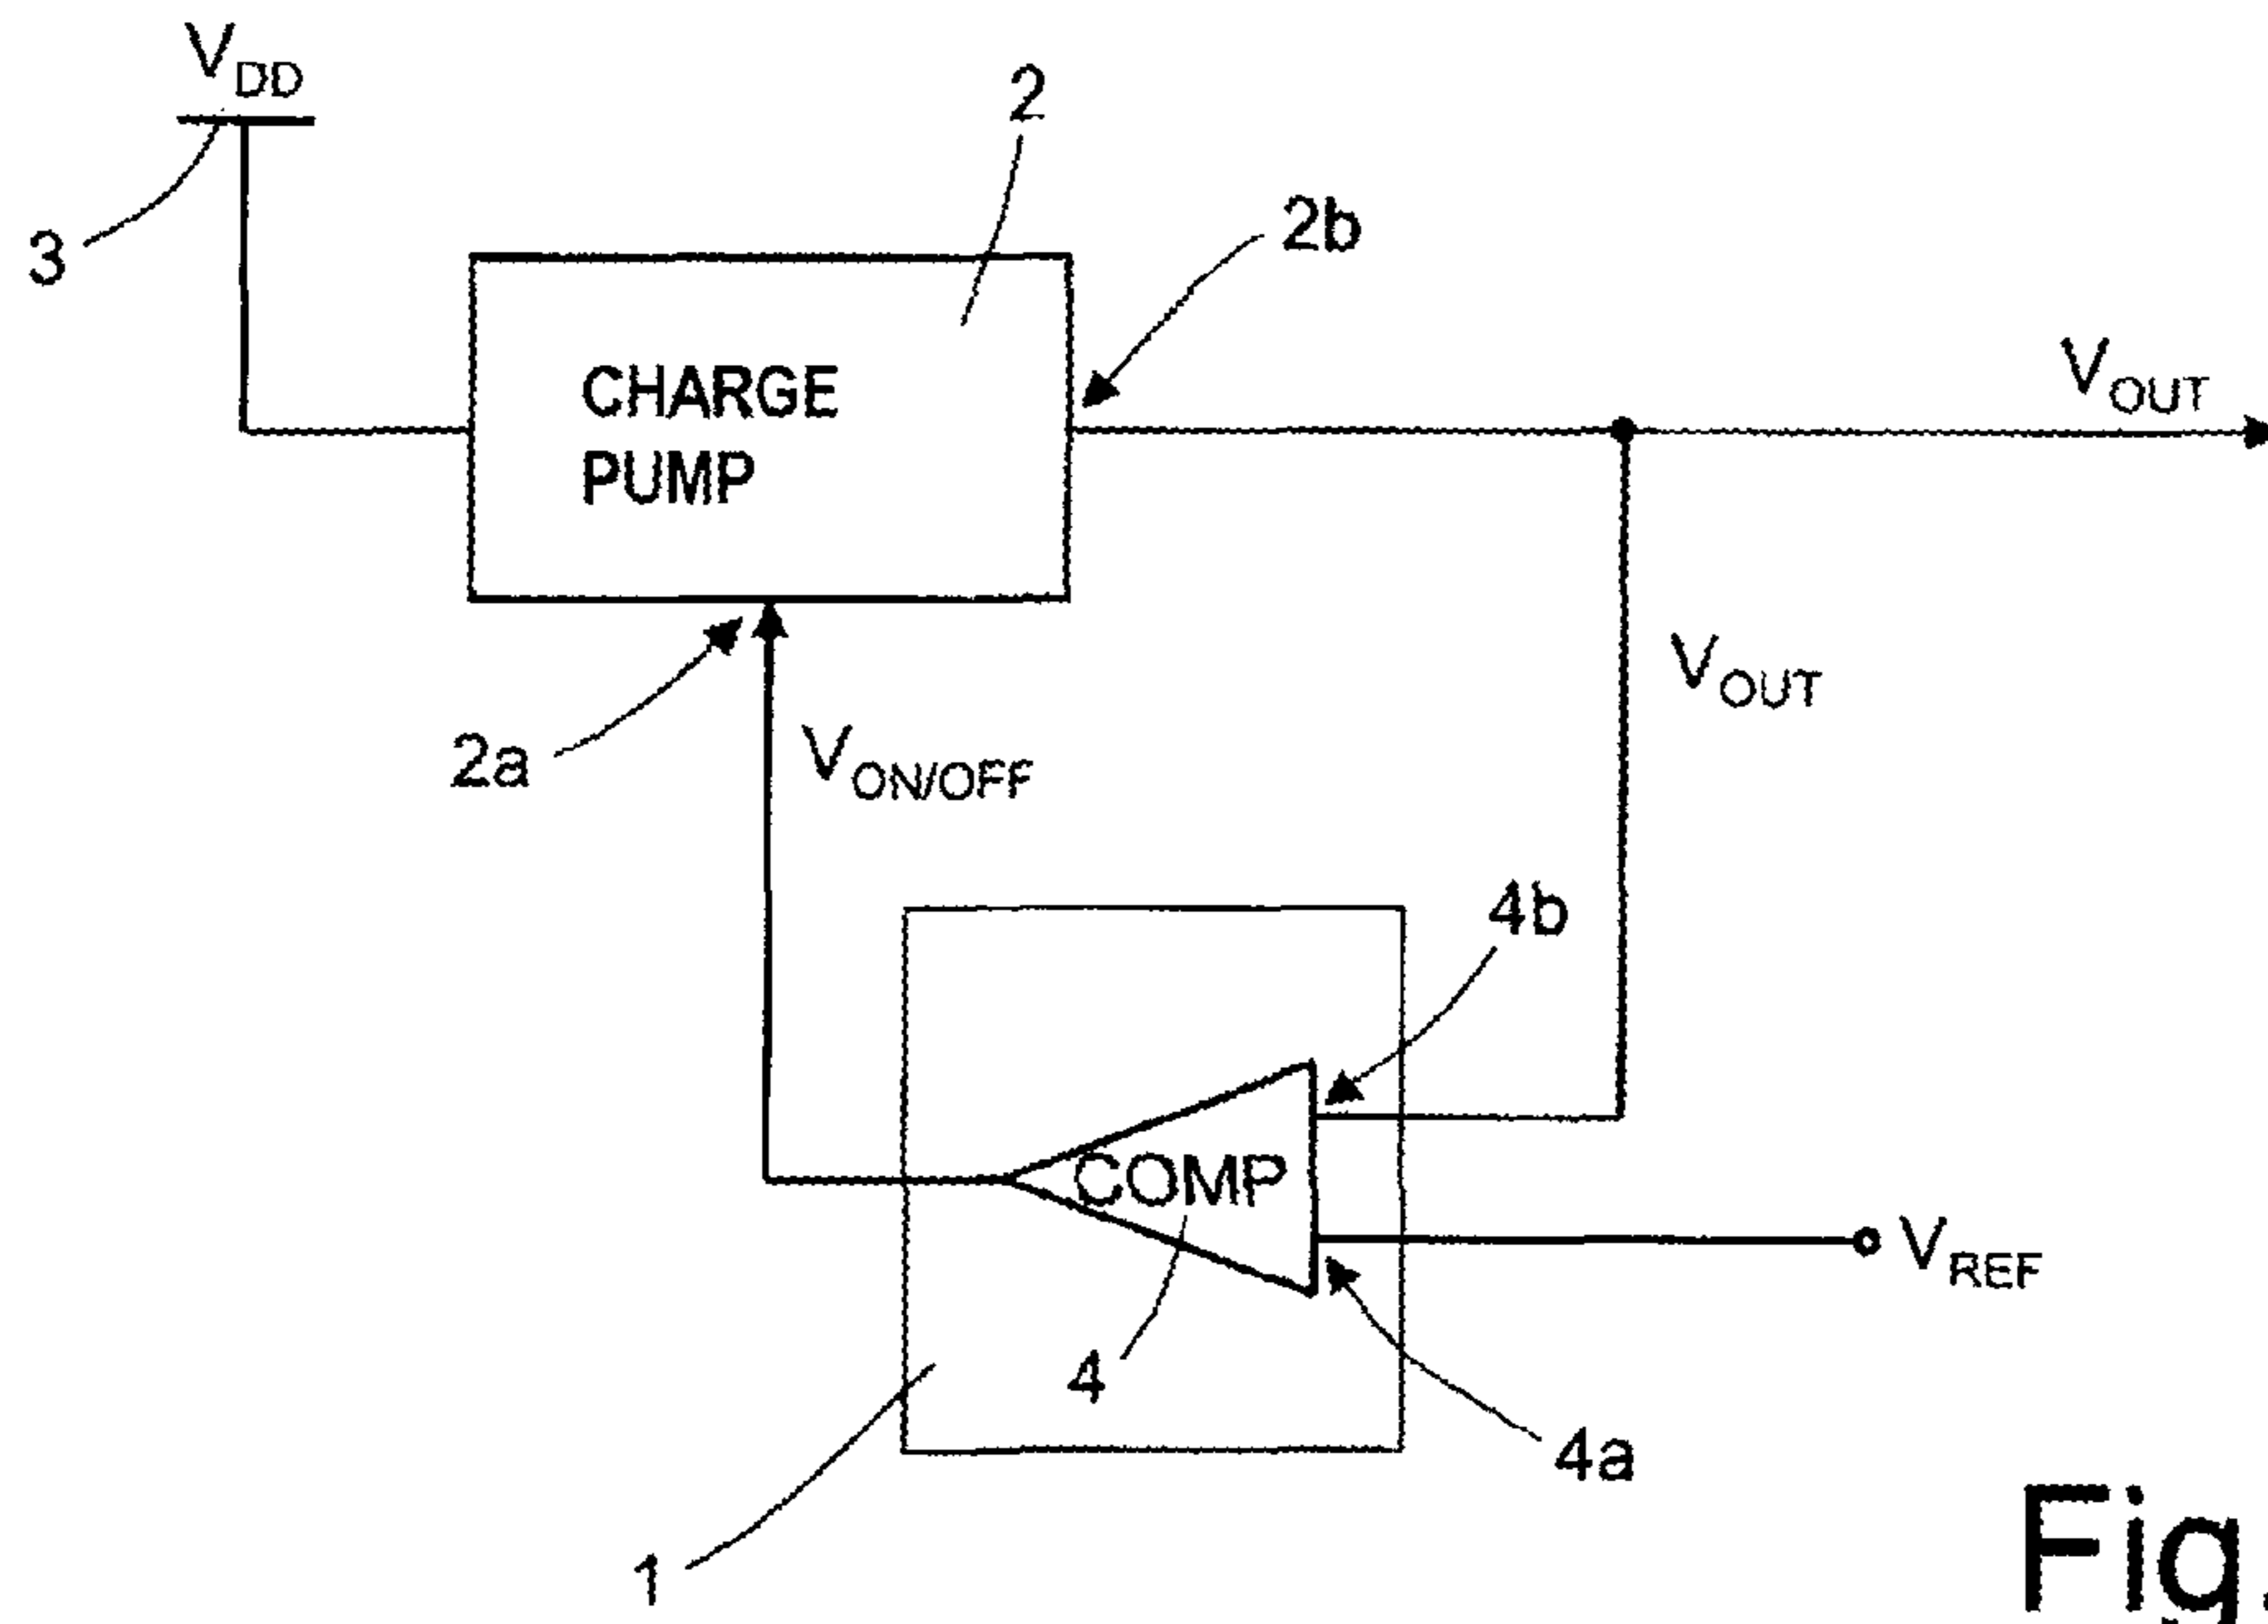 VDD
2
3
2b
CHARGE
PUMP
VOUT
VOUT
2a
VON/OFF
4b
COMP
VREF
4
4a
1
Fig.